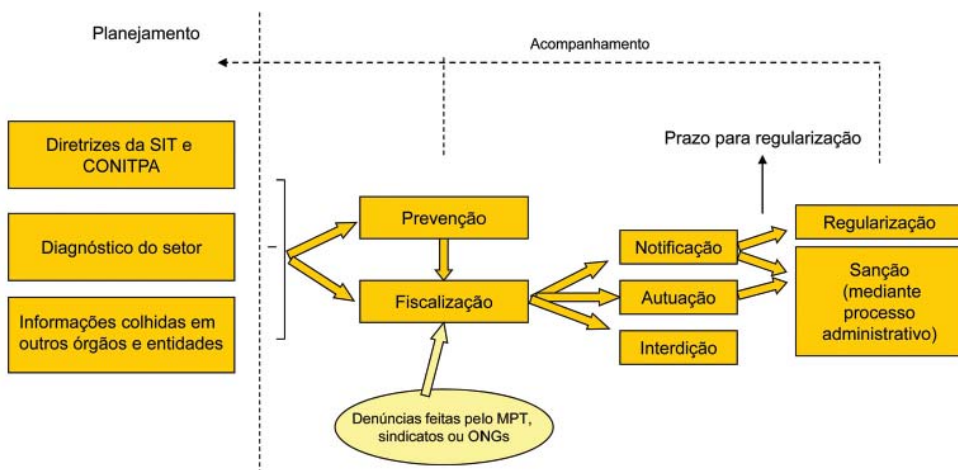 Planejamento
Acompanhamento
Diretrizes da SIT e
CONITPA
Diagnóstico do setor
Informações colhidas em
outros órgãos e entidades
Prevenção
Fiscalização
Denúncias feitas pelo MPT,
sindicatos ou ONGs
Notificação
Autuação
Interdição
Prazo para regularização
Regularização
Sanção
(mediante
processo
administrativo)